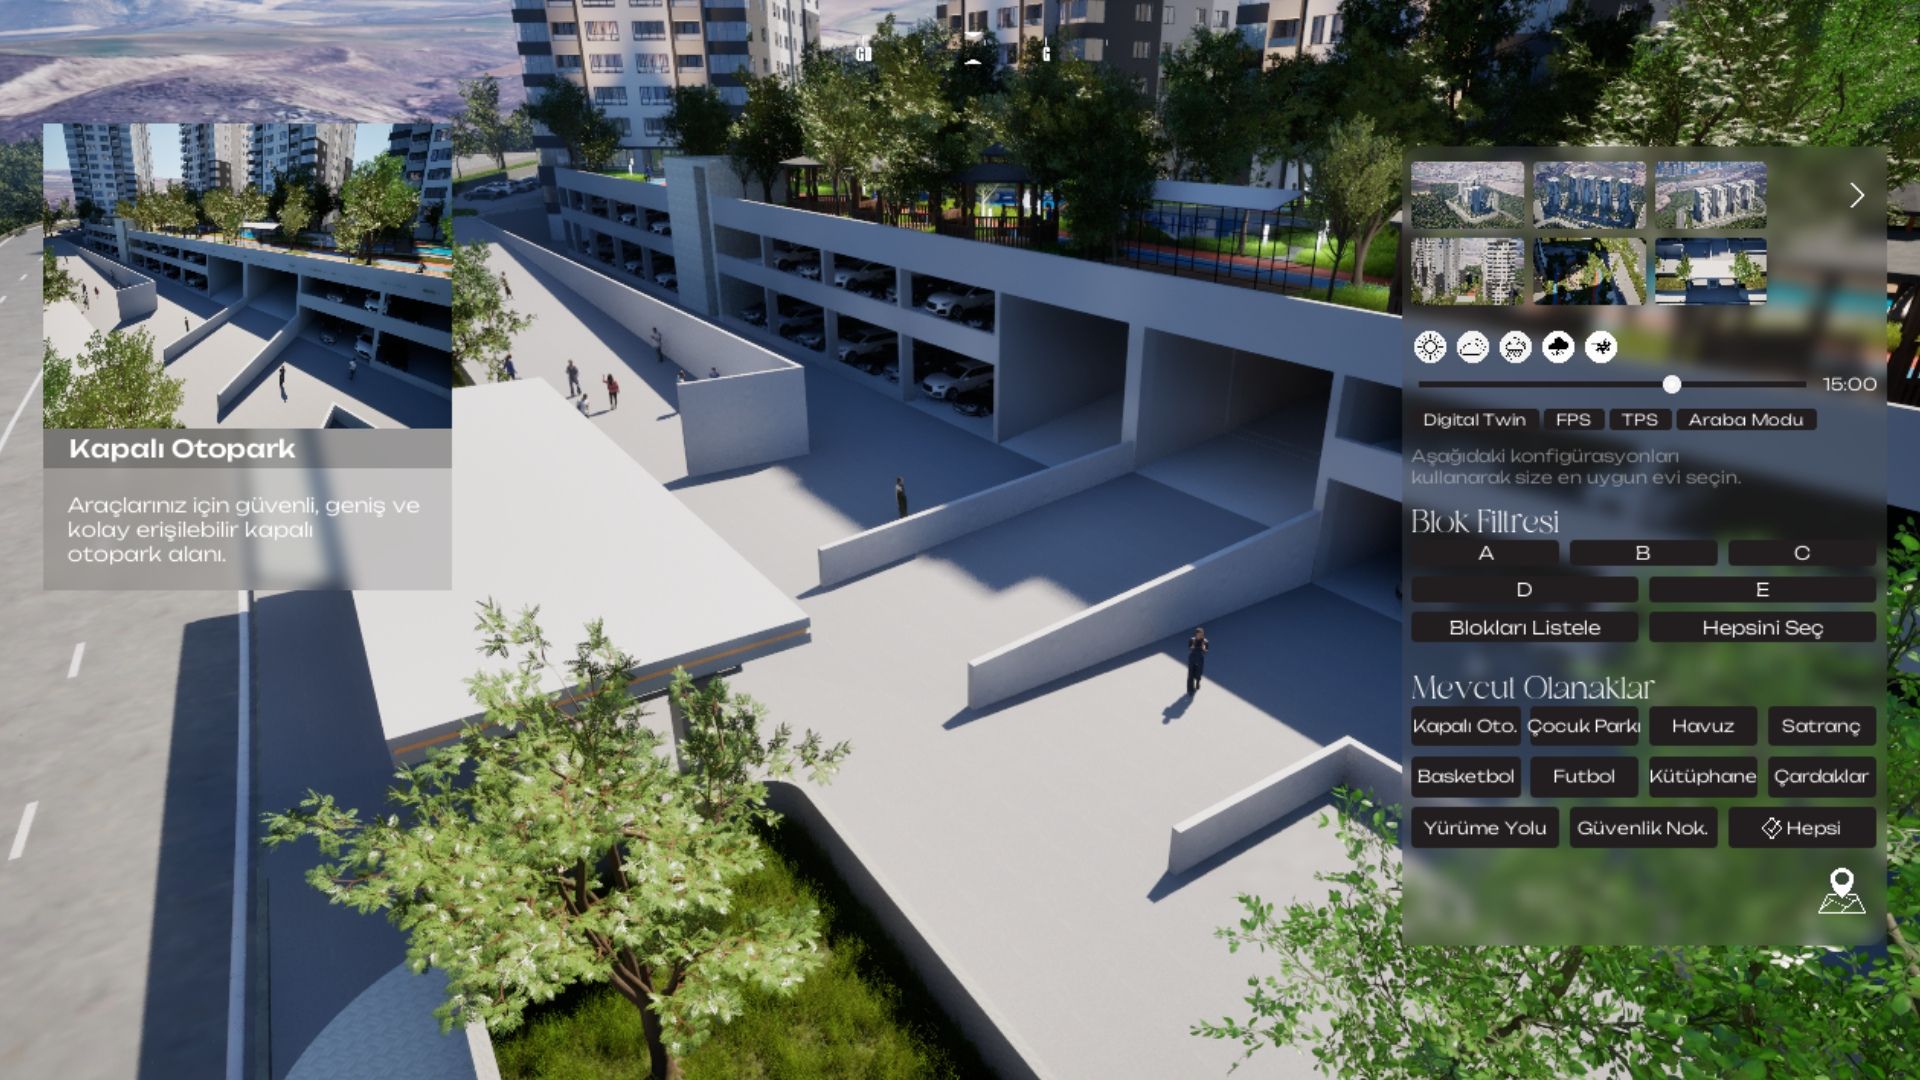 GD
G
Kapalı Otopark
Araçlarınız için güvenli, geniş ve
kolay erişilebilir kapalı
otopark alanı.
15:00
Digital Twin
FPS
TPS
Araba Modu
Aşağıdaki konfigürasyonları
kullanarak size en uygun evi seçin.
Blok Filtresi
A
B
C
D
E
Blokları Listele
Hepsini Seç
Mevcut Olanaklar
Kapalı Oto.
Çocuk Parkı
Havuz
Satranç
Basketbol
Futbol
Kütüphane
Çardaklar
Yürüme Yolu
Güvenlik Nok.
Hepsi